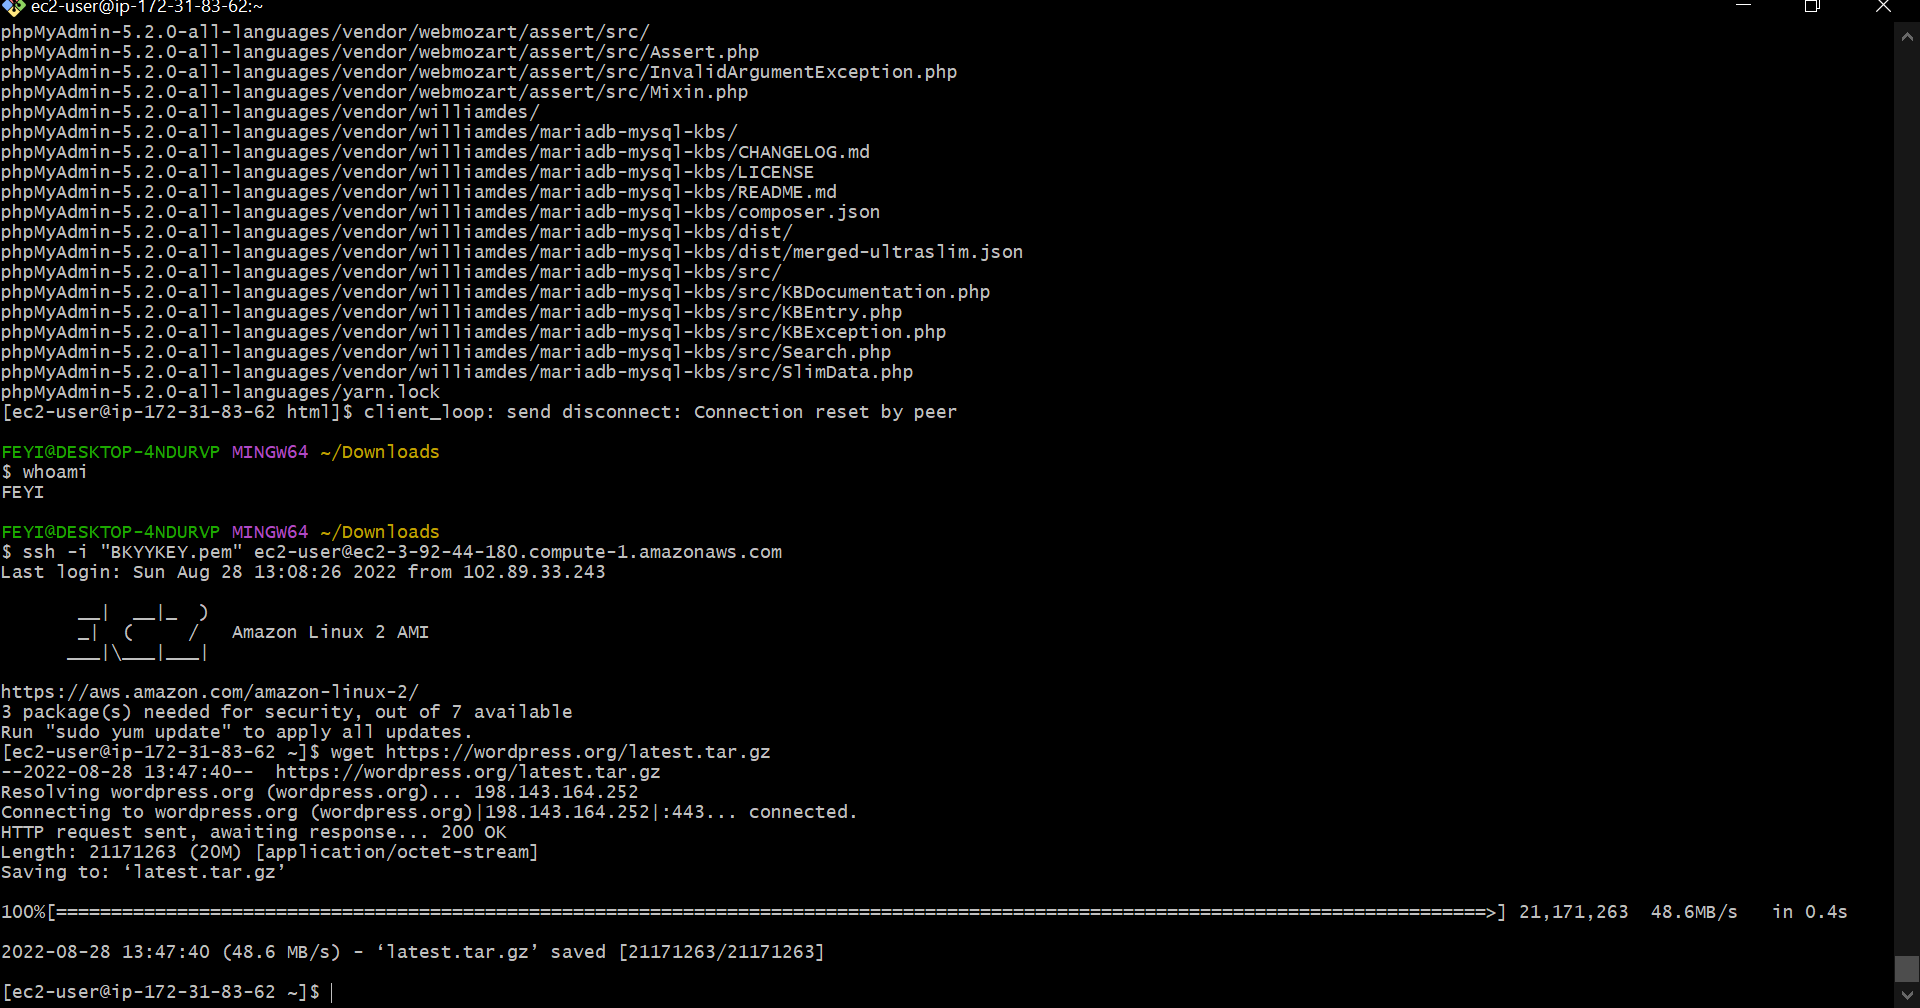 ec2-user@ip-172-31-83-62:~
phpMyAdmin-5.2.0-all-languages/vendor/webmozart/assert/src/
phpMyAdmin-5.2.0-all-languages/vendor/webmozart/assert/src/Assert.php
phpMyAdmin-5.2.0-all-languages/vendor/webmozart/assert/src/InvalidArgumentException.php
phpMyAdmin-5.2.0-all-languages/vendor/webmozart/assert/src/Mixin.php
phpMyAdmin-5.2.0-all-languages/vendor/williamdes/
phpMyAdmin-5.2.0-all-languages/vendor/williamdes/mariadb-mysql-kbs/
phpMyAdmin-5.2.0-all-languages/vendor/williamdes/mariadb-mysql-kbs/CHANGELOG.md
phpMyAdmin-5.2.0-all-languages/vendor/williamdes/mariadb-mysql-kbs/LICENSE
phpMyAdmin-5.2.0-all-languages/vendor/williamdes/mariadb-mysql-kbs/README.md
phpMyAdmin-5.2.0-all-languages/vendor/williamdes/mariadb-mysql-kbs/composer.json
phpMyAdmin-5.2.0-all-languages/vendor/williamdes/mariadb-mysql-kbs/dist/
phpMyAdmin-5.2.0-all-languages/vendor/williamdes/mariadb-mysql-kbs/dist/merged-ultraslim.json
phpMyAdmin-5.2.0-all-languages/vendor/williamdes/mariadb-mysql-kbs/src/
phpMyAdmin-5.2.0-all-languages/vendor/williamdes/mariadb-mysql-kbs/src/KBDocumentation.php
phpMyAdmin-5.2.0-all-languages/vendor/williamdes/mariadb-mysql-kbs/src/KBEntry.php
phpMyAdmin-5.2.0-all-languages/vendor/williamdes/mariadb-mysql-kbs/src/KBException.php
phpMyAdmin-5.2.0-all-languages/vendor/williamdes/mariadb-mysql-kbs/src/Search.php
phpMyAdmin-5.2.0-all-languages/vendor/williamdes/mariadb-mysql-kbs/src/SlimData.php
phpMyAdmin-5.2.0-all-languages/yarn.lock
[ec2-user@ip-172-31-83-62 html]$ client_loop: send disconnect: Connection reset by peer
FEYI@DESKTOP-4NDURVP MINGW64 ~/Downloads
$ whoami
FEYI
FEYI@DESKTOP-4NDURVP MINGW64 ~/Downloads
$ ssh -i "BKYYKEY.pem" ec2-user@ec2-3-92-44-180.compute-1.amazonaws.com
Last login: Sun Aug 28 13:08:26 2022 from 102.89.33.243
       __|  __|_  )
       _|  (     /   Amazon Linux 2 AMI
      ___|\___|___|
https://aws.amazon.com/amazon-linux-2/
3 package(s) needed for security, out of 7 available
Run "sudo yum update" to apply all updates.
[ec2-user@ip-172-31-83-62 ~]$ wget https://wordpress.org/latest.tar.gz
--2022-08-28 13:47:40--  https://wordpress.org/latest.tar.gz
Resolving wordpress.org (wordpress.org)... 198.143.164.252
Connecting to wordpress.org (wordpress.org)|198.143.164.252|:443... connected.
HTTP request sent, awaiting response... 200 OK
Length: 21171263 (20M) [application/octet-stream]
Saving to: ‘latest.tar.gz’
100%[==================================================================================================================================>] 21,171,263  48.6MB/s   in 0.4s
2022-08-28 13:47:40 (48.6 MB/s) - ‘latest.tar.gz’ saved [21171263/21171263]
[ec2-user@ip-172-31-83-62 ~]$